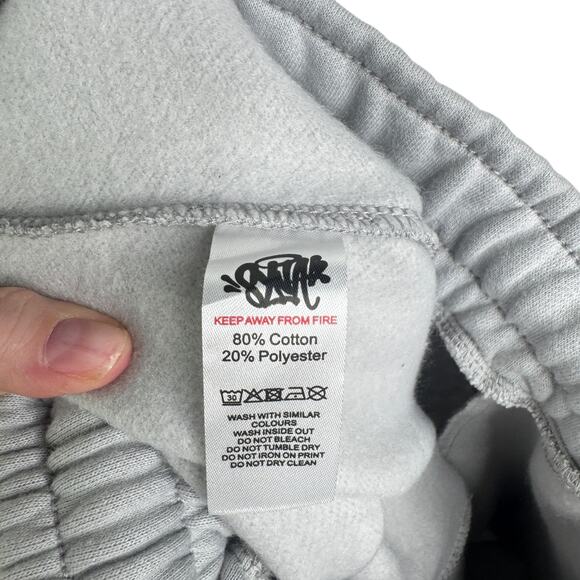 SYNA
KEEP AWAY FROM FIRE
80% Cotton
20% Polyester
30
WASH WITH SIMILAR
COLOURS
WASH INSIDE OUT
DO NOT BLEACH
DO NOT TUMBLE DRY
DO NOT IRON ON PRINT
DO NOT DRY CLEAN